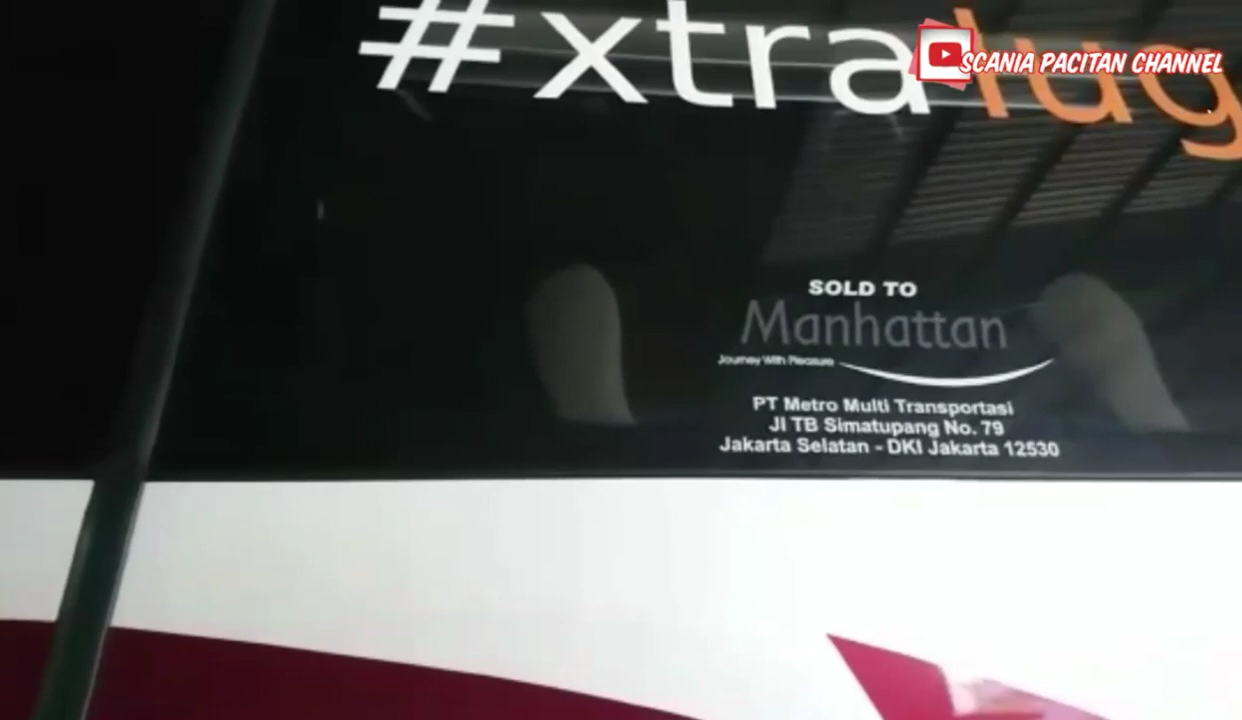 #xtralug
SCANIA PACITAN CHANNEL
SOLD TO
Manhattan
Journey With Pleasure
PT Metro Multi Transportasi
Jl TB Simatupang No. 79
Jakarta Selatan - DKI Jakarta 12530